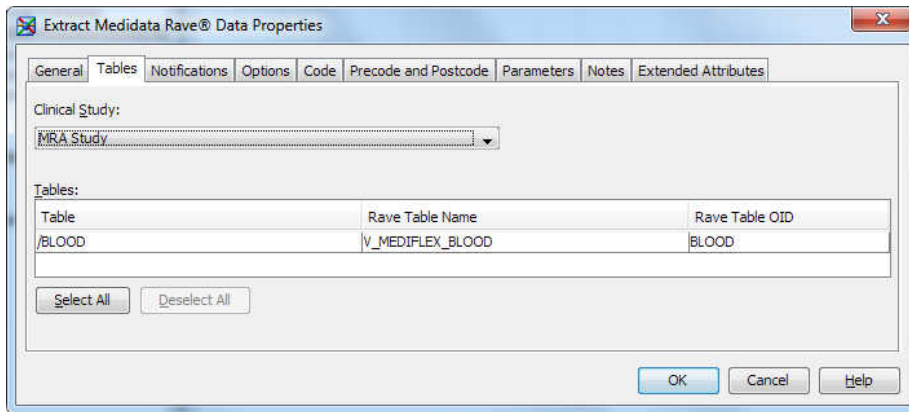 Extract Medidata Rave® Data Properties
General Tables Notifications Options Code Precode and Postcode Parameters Notes Extended Attributes
Clinical Study:
MRA Study
Tables:
Table Rave Table Name Rave Table OID
/BLOOD V_MEDIFLEX_BLOOD BLOOD
Select All Deselect All
OK Cancel Help